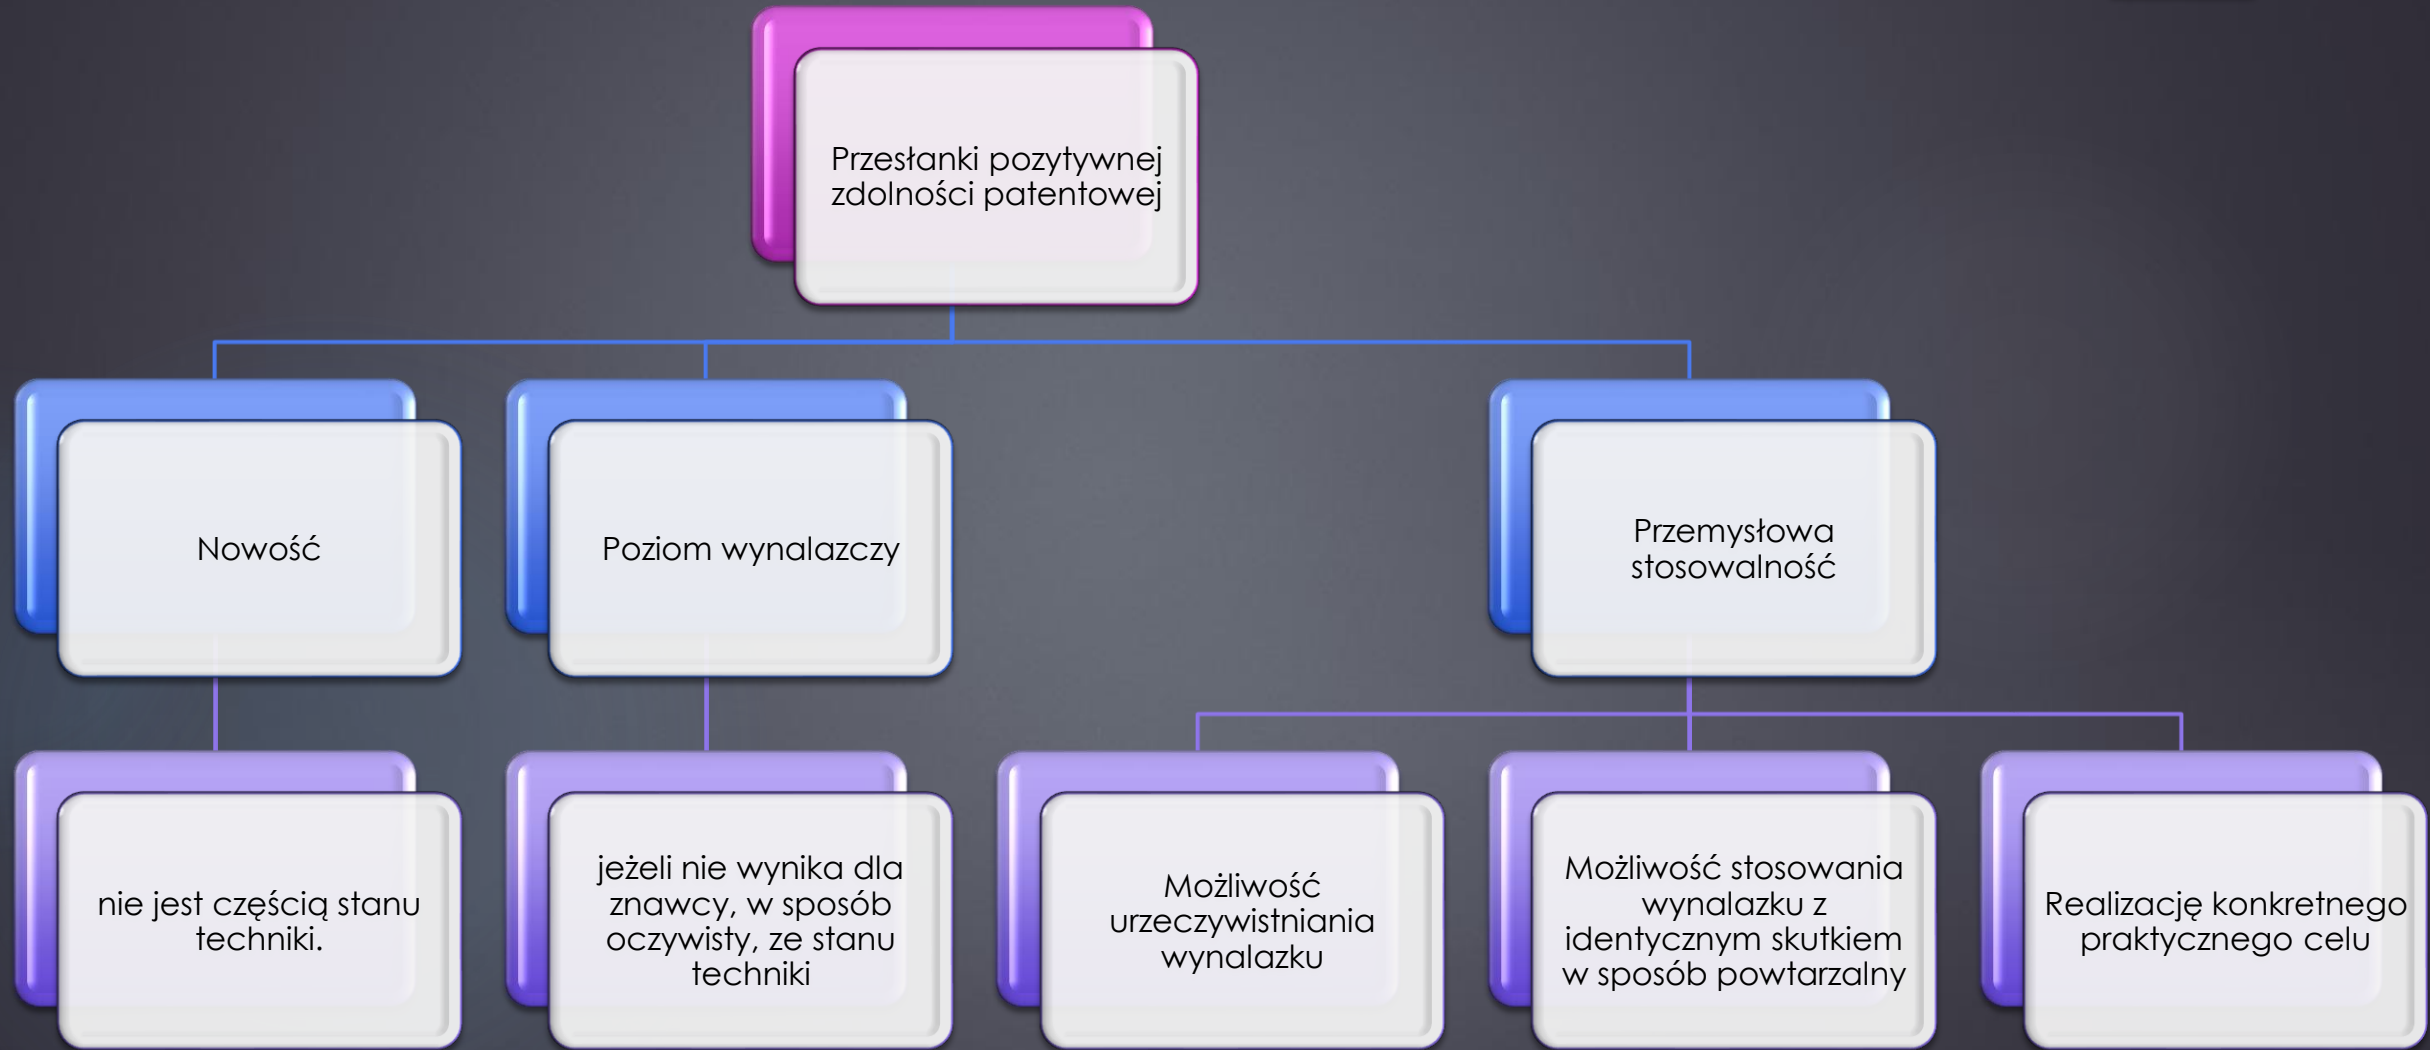 Przesłanki pozytywnej
zdolności patentowej
Nowość
Poziom wynalazczy
Przemysłowa
stosowalność
nie jest częścią stanu
techniki.
jeżeli nie wynika dla
znawcy, w sposób
oczywisty, ze stanu
techniki
Możliwość
urzeczywistniania
wynalazku
Możliwość stosowania
wynalazku z
identycznym skutkiem
w sposób powtarzalny
Realizację konkretnego
praktycznego celu